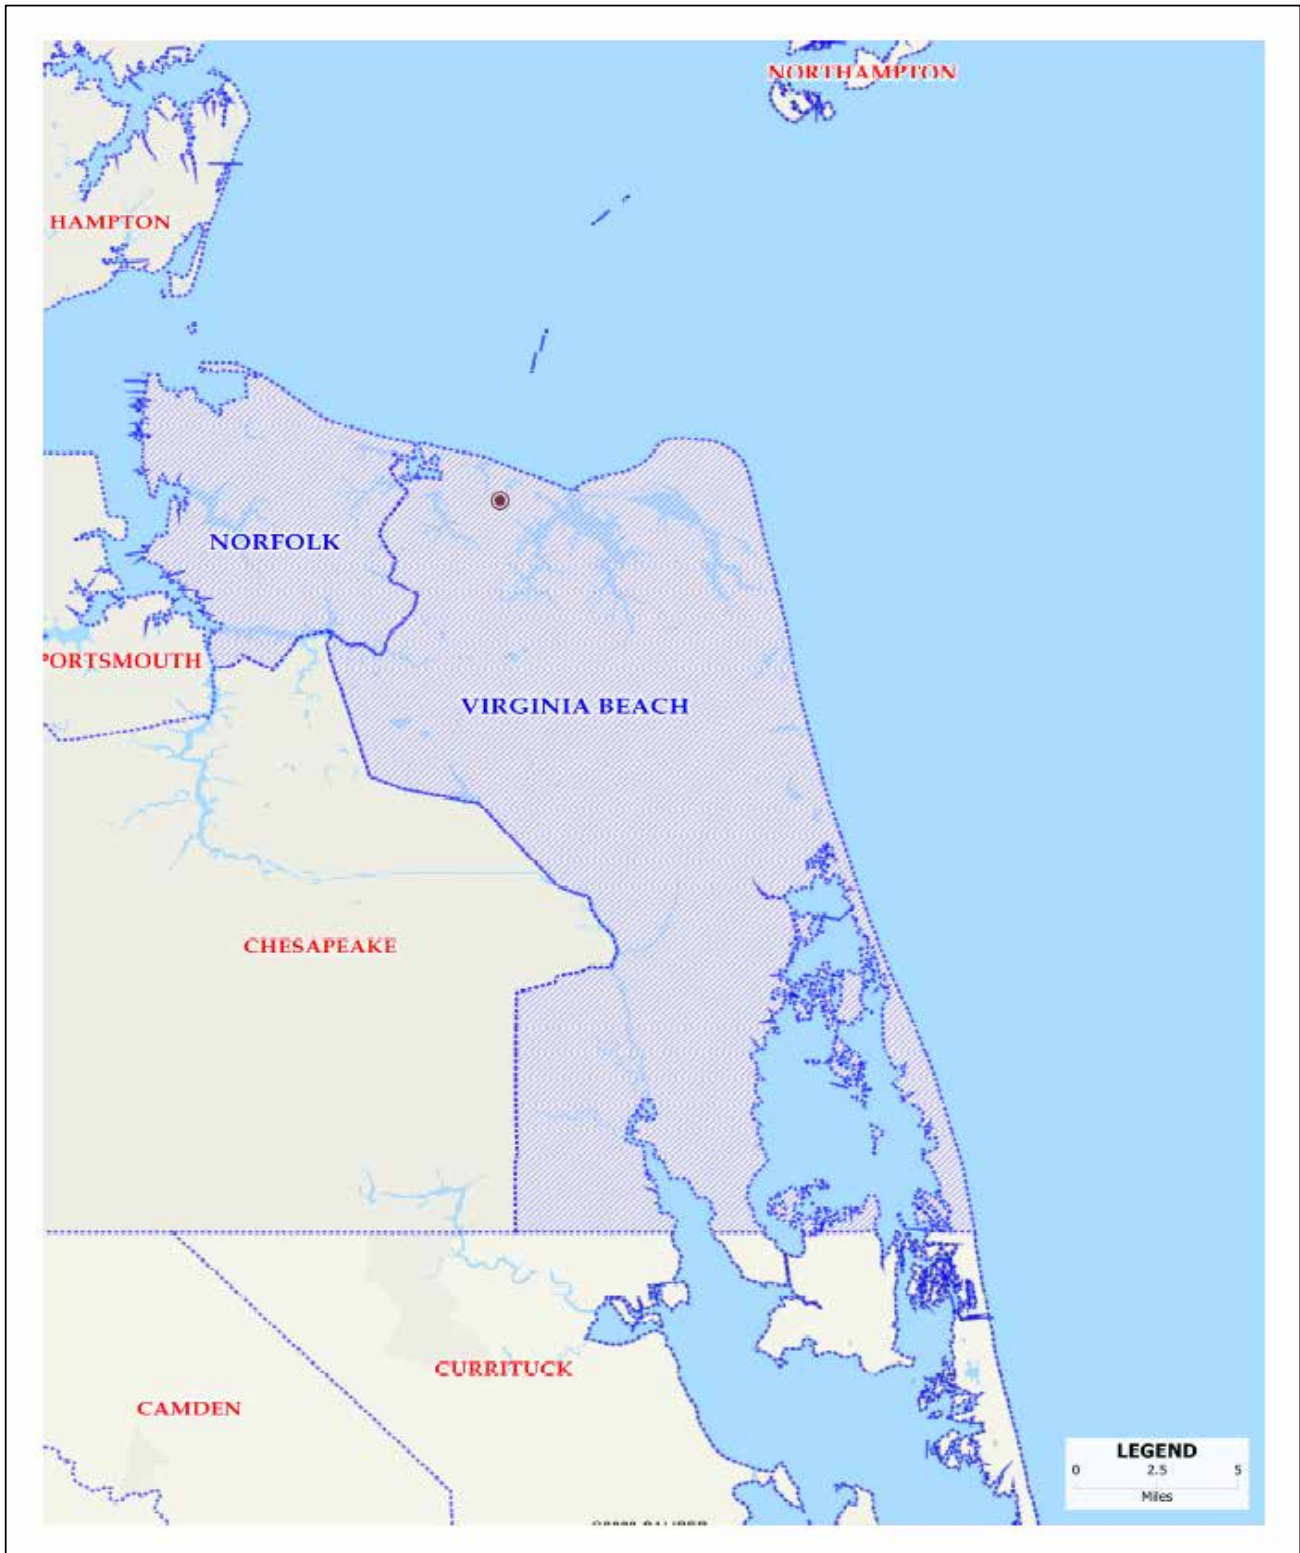 NORTHAMPTON
HAMPTON
NORFOLK
PORTSMOUTH
VIRGINIA BEACH
CHESAPEAKE
CURRITUCK
CAMDEN
LEGEND
0 2.5 5
Miles